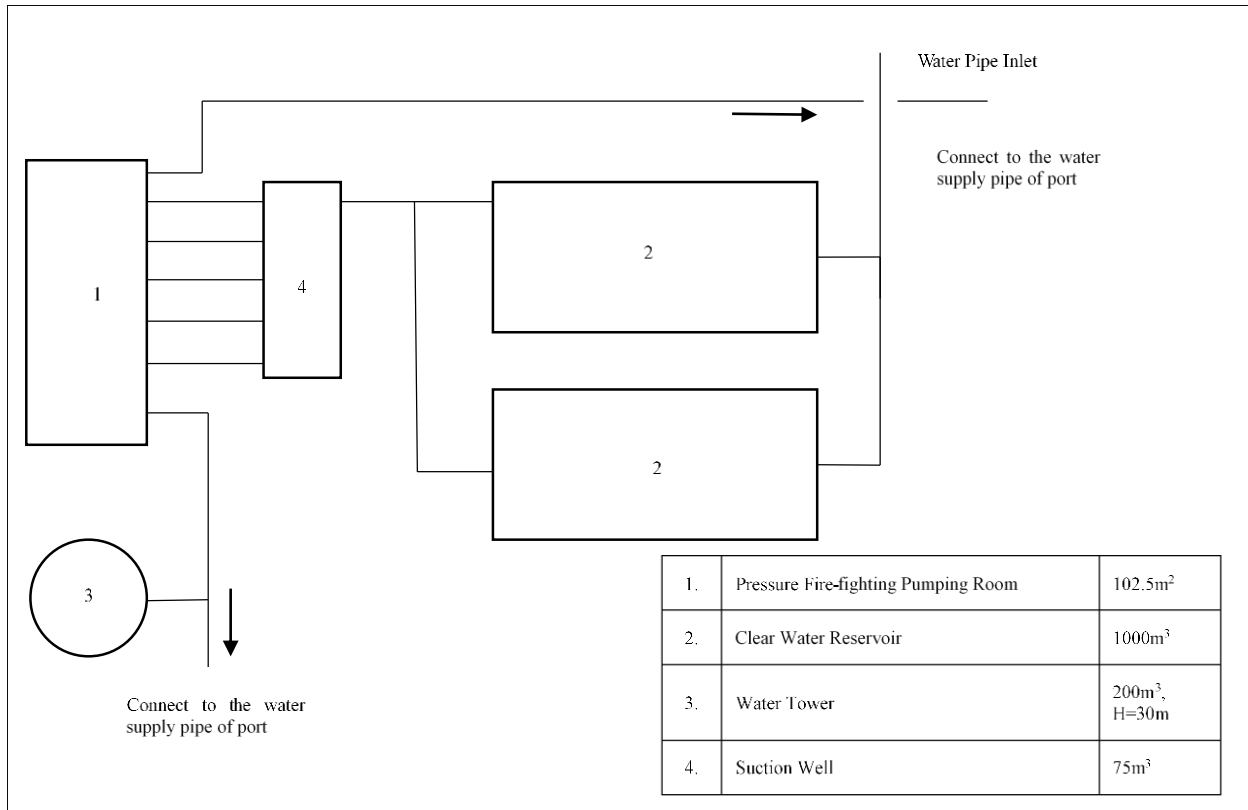 Water Pipe Inlet
Connect to the water
supply pipe of port
2
1
4
2
3
Connect to the water
supply pipe of port
1. Pressure Fire-fighting Pumping Room 102.5m²
2. Clear Water Reservoir 1000m³
3. Water Tower 200m³,
H=30m
4. Suction Well 75m³